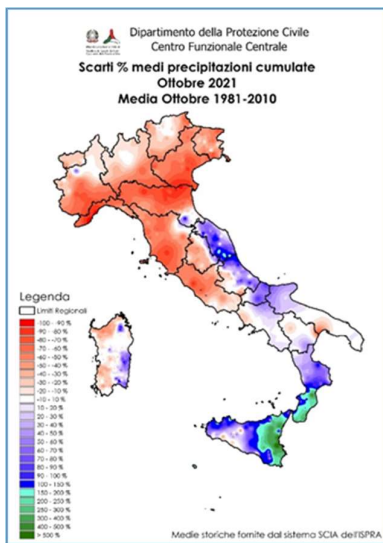 Dipartimento della Protezione Civile
Centro Funzionale Centrale
Scarti % medi precipitazioni cumulate
Ottobre 2021
Media Ottobre 1981-2010
Legenda
Limiti Regionali
-100 - -90 %
-90 - -80 %
-80 - -70 %
-70 - -60 %
-60 - -50 %
-50 - -40 %
-40 - -30 %
-30 - -20 %
-20 - -10 %
-10 - +10 %
10 - 20 %
20 - 30 %
30 - 40 %
40 - 50 %
50 - 60 %
60 - 70 %
70 - 80 %
80 - 90 %
90 - 100 %
100 - 150 %
150 - 200 %
200 - 250 %
250 - 300 %
300 - 400 %
400 - 500 %
> 500 %
Medie storiche fornite dal sistema SCIA dell'ISPRA